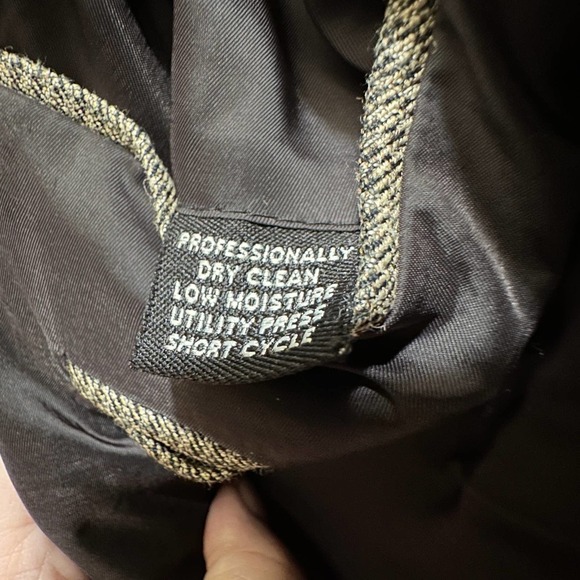 PROFESSIONALLY
DRY CLEAN
LOW MOISTURE
UTILITY PRESS
SHORT CYCLE